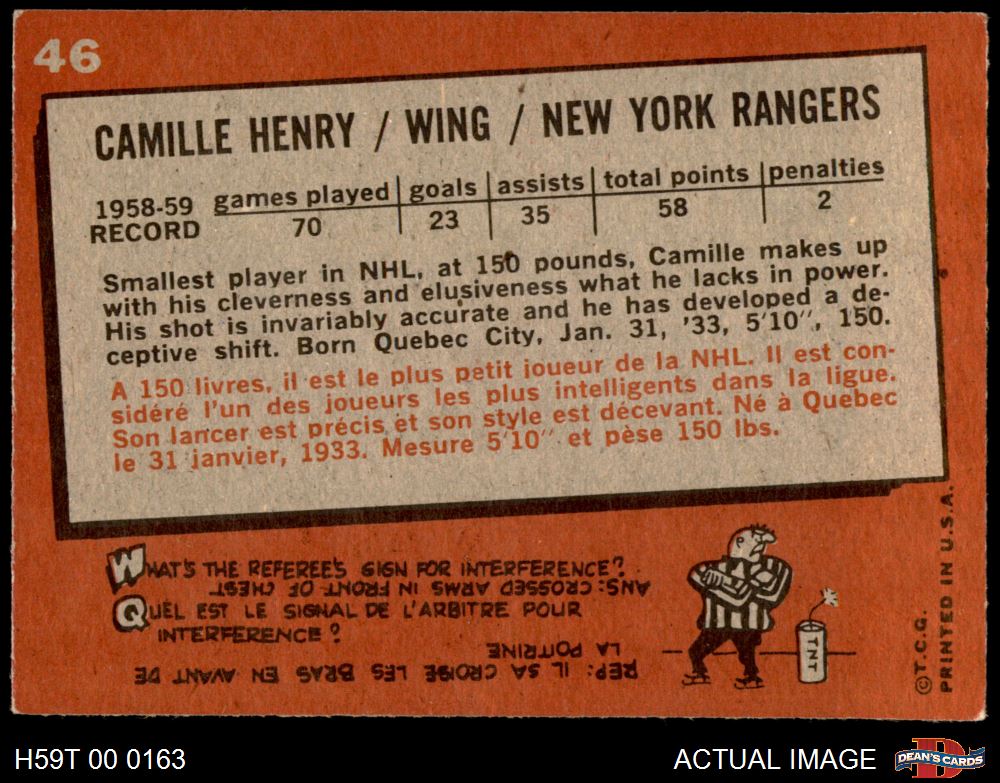 46
CAMILLE HENRY / WING / NEW YORK RANGERS
1958-59 RECORD games played goals assists total points penalties
70 23 35 58 2
Smallest player in NHL, at 150 pounds, Camille makes up
with his cleverness and elusiveness what he lacks in power.
His shot is invariably accurate and he has developed a de-
ceptive shift. Born Quebec City, Jan. 31, '33, 5'10", 150.
A 150 livres, il est le plus petit joueur de la NHL. Il est con-
sidéré l'un des joueurs les plus intelligents dans la ligue.
Son lancer est précis et son style est décevant. Né à Quebec
le 31 janvier, 1933. Mesure 5'10" et pèse 150 lbs.
WHAT'S THE REFEREE'S SIGN FOR INTERFERENCE?
ANS: CROSSED ARMS IN FRONT OF CHEST
QUEL EST LE SIGNAL DE L'ARBITRE POUR
INTERFERENCE?
REP: IL SA CROISE LES BRAS EN AVANT DE
LA POITRINE
TNT
©T.C.G.
PRINTED IN U.S.A.
H59T 00 0163
ACTUAL IMAGE
D
DEAN'S CARDS